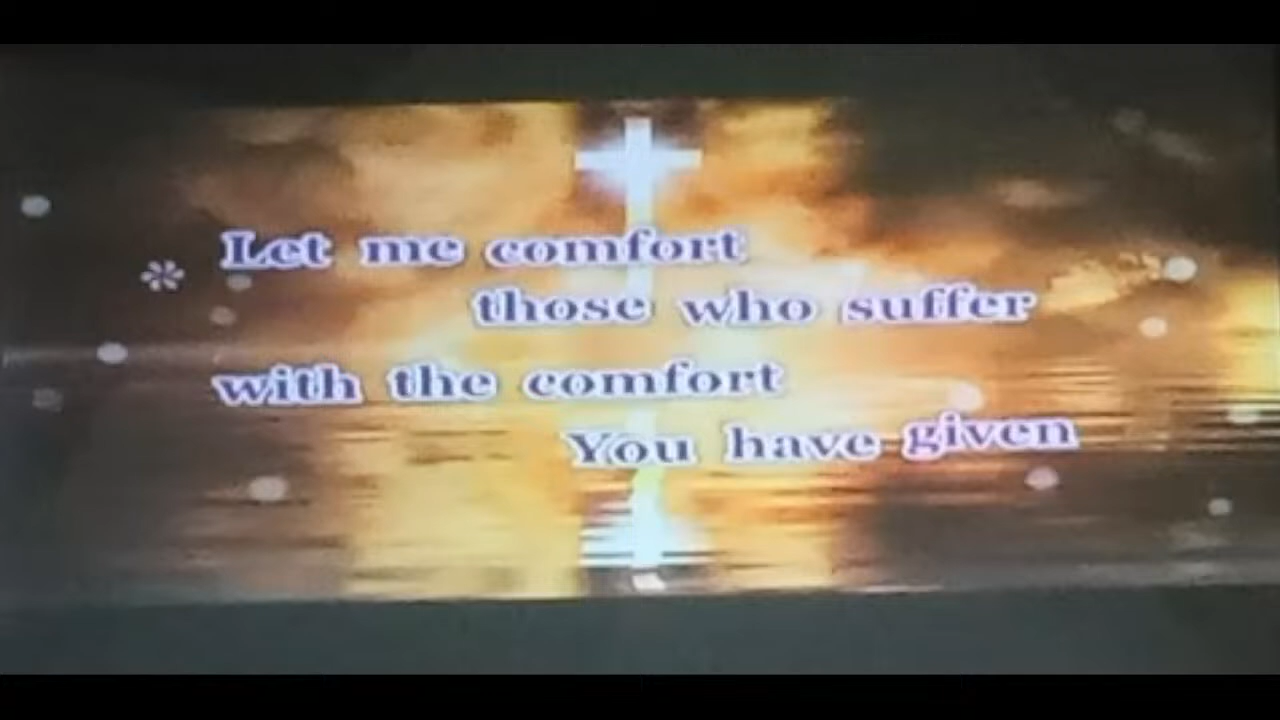 * Let me comfort
those who suffer
with the comfort
You have given